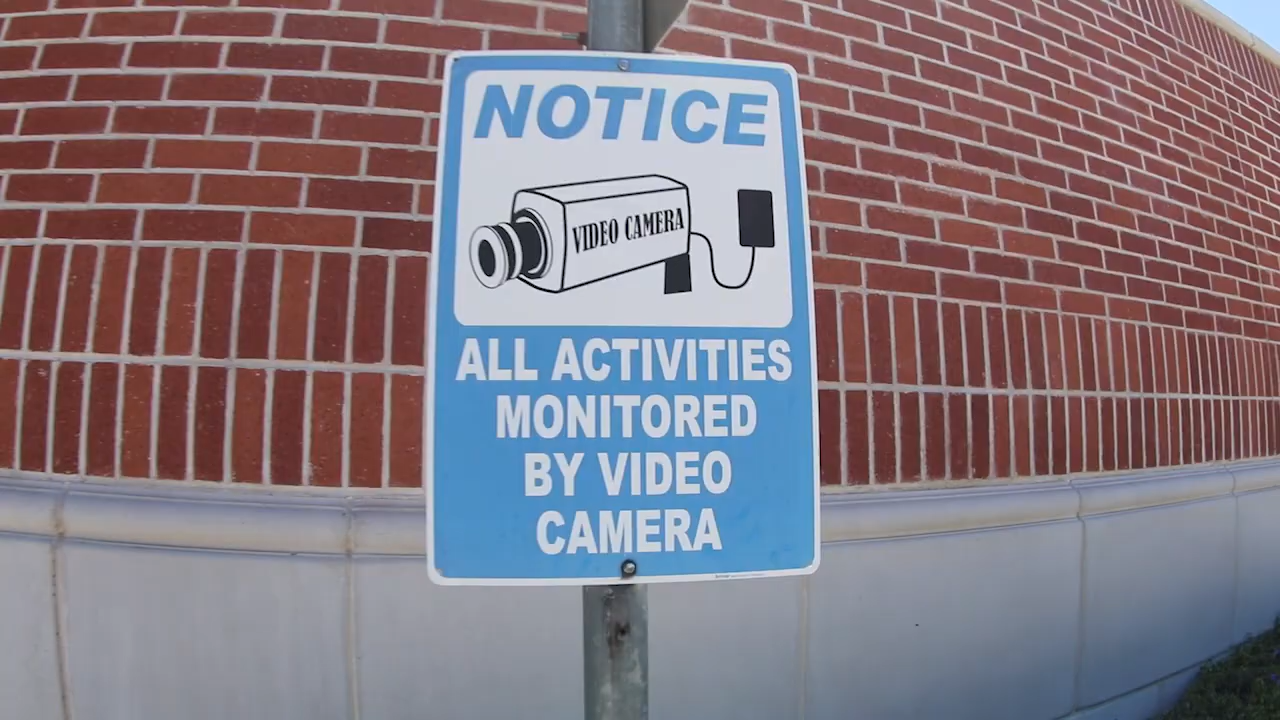 NOTICE
VIDEO CAMERA
ALL ACTIVITIES
MONITORED
BY VIDEO
CAMERA